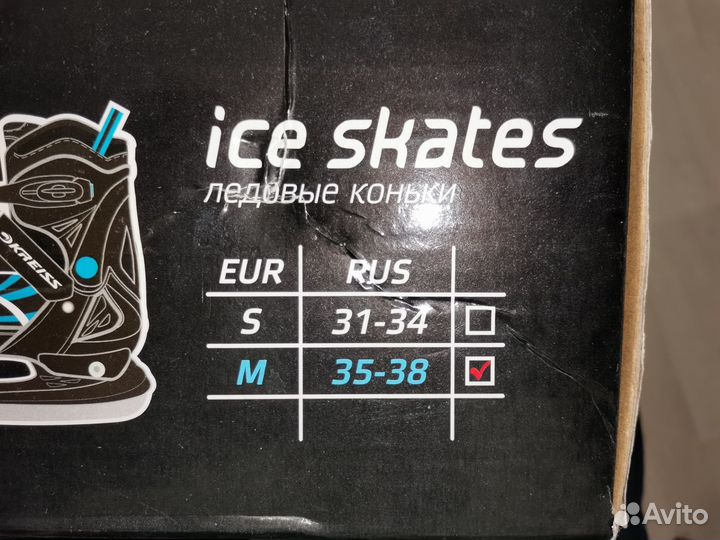 ice skates
ледовые коньки
EUR RUS
S 31-34
M 35-38
KREISS
Avito